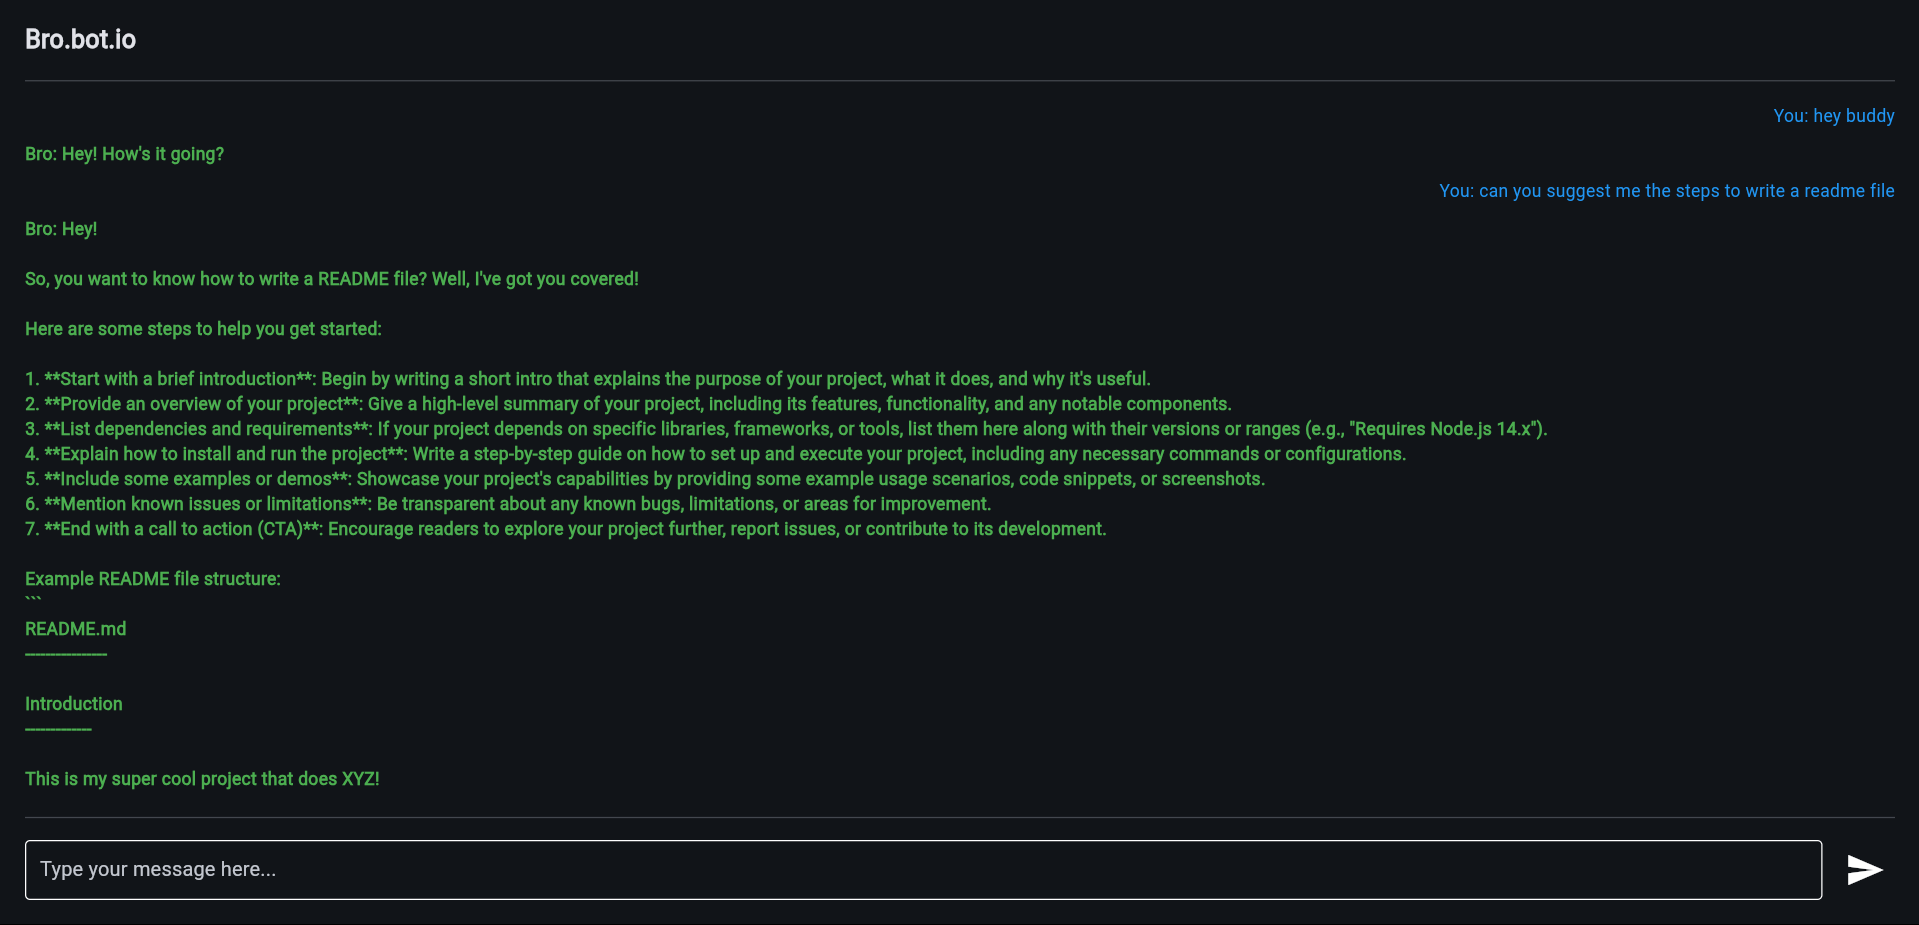 Bro.bot.io
You: hey buddy
Bro: Hey! How's it going?
You: can you suggest me the steps to write a readme file
Bro: Hey!
So, you want to know how to write a README file? Well, I've got you covered!
Here are some steps to help you get started:
1. **Start with a brief introduction**: Begin by writing a short intro that explains the purpose of your project, what it does, and why it's useful.
2. **Provide an overview of your project**: Give a high-level summary of your project, including its features, functionality, and any notable components.
3. **List dependencies and requirements**: If your project depends on specific libraries, frameworks, or tools, list them here along with their versions or ranges (e.g., "Requires Node.js 14.x").
4. **Explain how to install and run the project**: Write a step-by-step guide on how to set up and execute your project, including any necessary commands or configurations.
5. **Include some examples or demos**: Showcase your project's capabilities by providing some example usage scenarios, code snippets, or screenshots.
6. **Mention known issues or limitations**: Be transparent about any known bugs, limitations, or areas for improvement.
7. **End with a call to action (CTA)**: Encourage readers to explore your project further, report issues, or contribute to its development.
Example README file structure:
```
README.md
----------------
Introduction
-------------
This is my super cool project that does XYZ!
Type your message here...